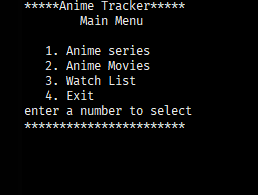 *****Anime Tracker*****
Main Menu
1. Anime series
2. Anime Movies
3. Watch List
4. Exit
enter a number to select
***********************